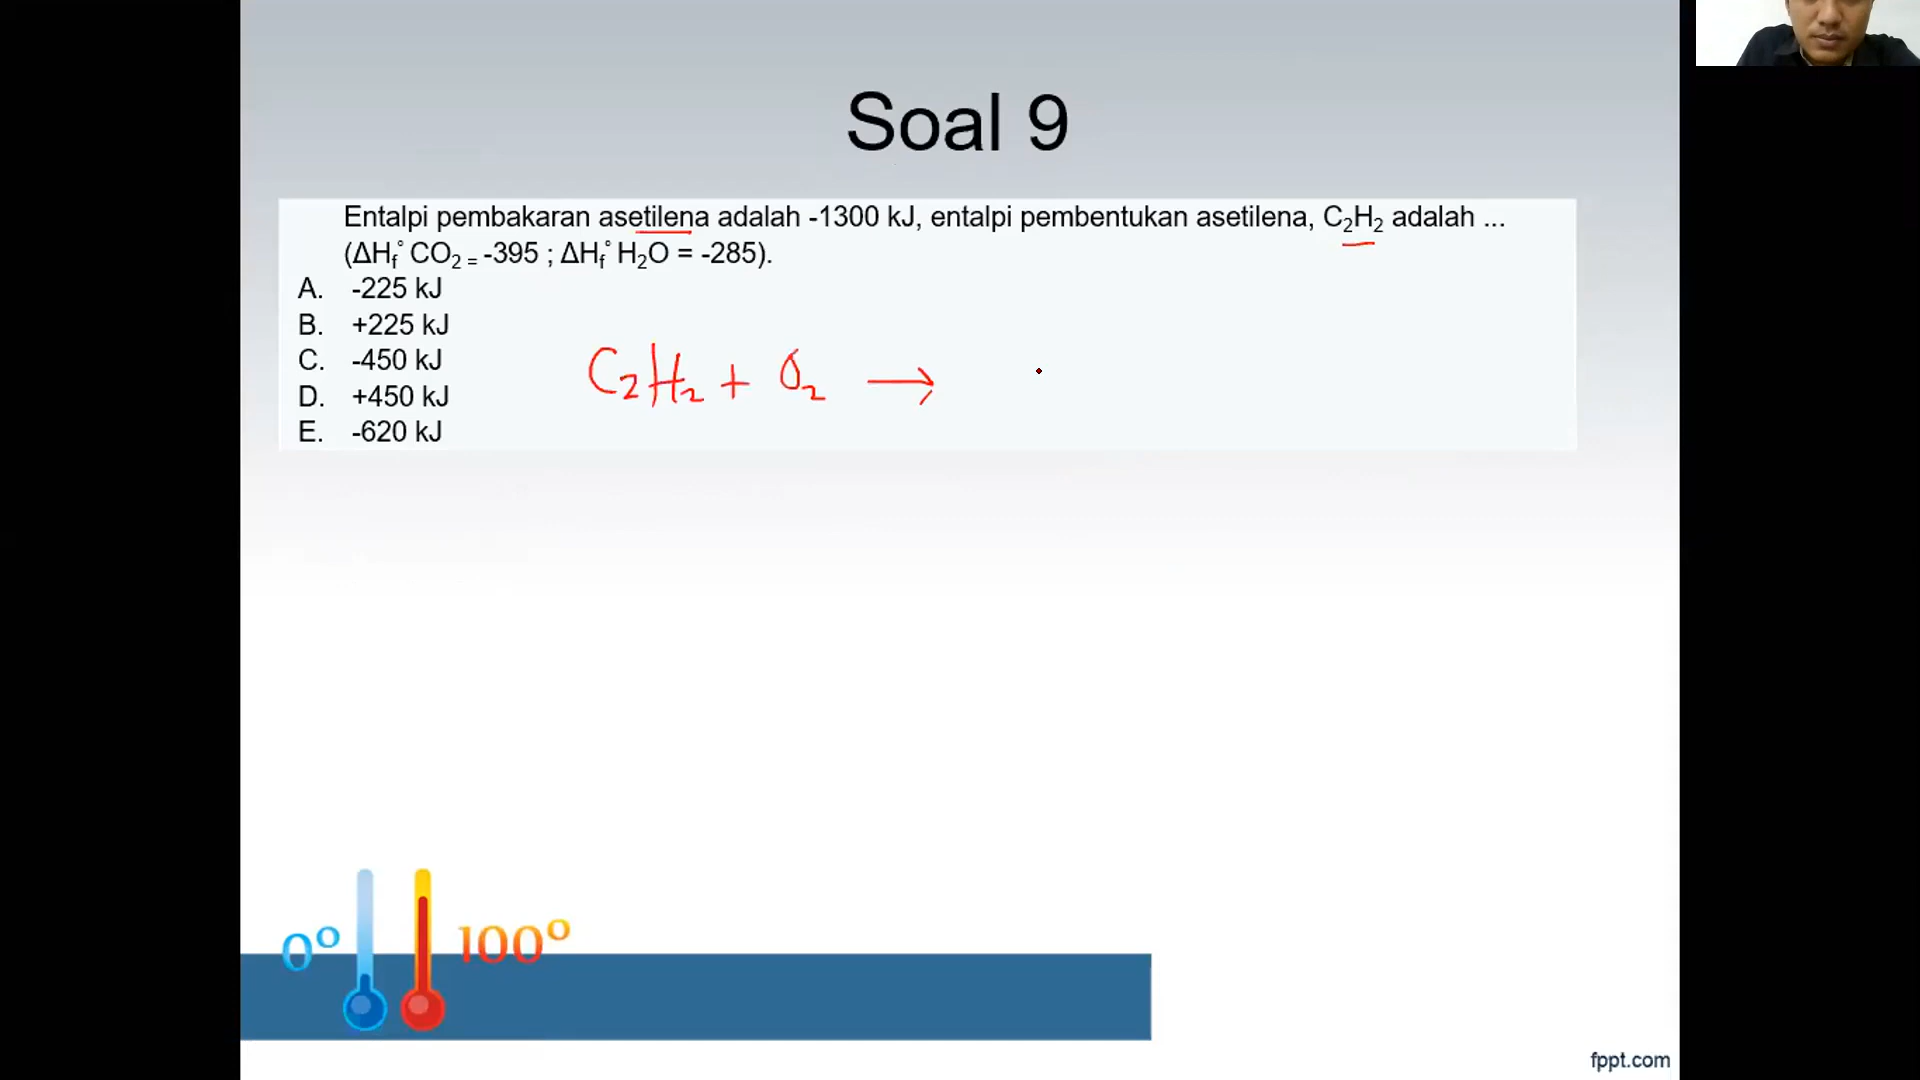 Soal 9
Entalpi pembakaran asetilena adalah -1300 kJ, entalpi pembentukan asetilena, C₂H₂ adalah ...
(ΔHf° CO₂ = -395 ; ΔHf° H₂O = -285).
A. -225 kJ
B. +225 kJ
C. -450 kJ
D. +450 kJ
E. -620 kJ
C₂H₂ + O₂ →
0° 100°
fppt.com